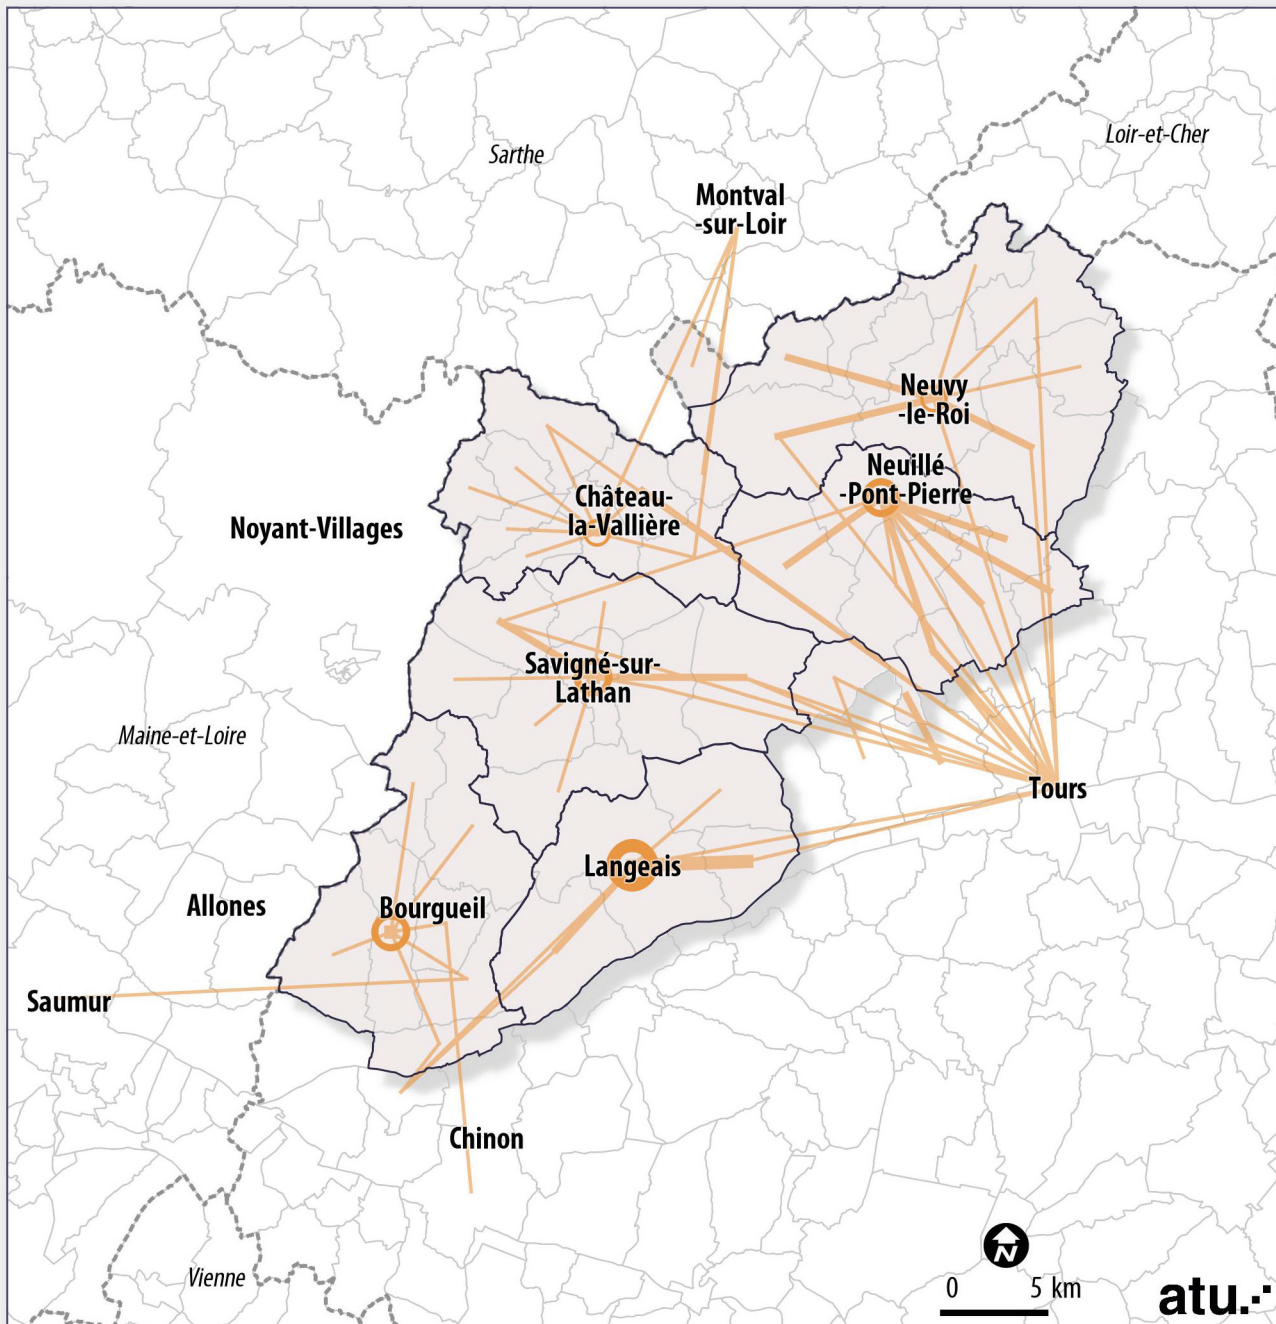 Loir-et-Cher
Sarthe
Montval
-sur-Loir
Neuvy
-le-Roi
Neuillé
-Pont-Pierre
Château-
la-Vallière
Noyant-Villages
Savigné-sur-
Lathan
Maine-et-Loire
Tours
Langeais
Allones
Bourgueil
Saumur
Chinon
Vienne
N
0 5 km
atu.